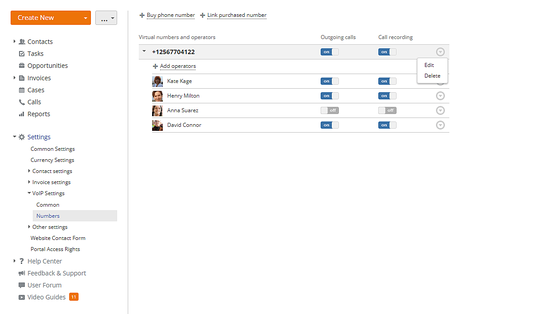 Create New
...
Contacts
Tasks
Opportunities
Invoices
Cases
Calls
Reports
Settings
Common Settings
Currency Settings
Contact settings
Invoice settings
VoIP Settings
Common
Numbers
Other settings
Website Contact Form
Portal Access Rights
Help Center
Feedback & Support
User Forum
Video Guides 11
Buy phone number Link purchased number
Virtual numbers and operators Outgoing calls Call recording
+12567704122 ON ON
Edit
Delete
Add operators
Kate Kage ON ON
Henry Milton ON ON
Anna Suarez OFF OFF
David Connor ON ON